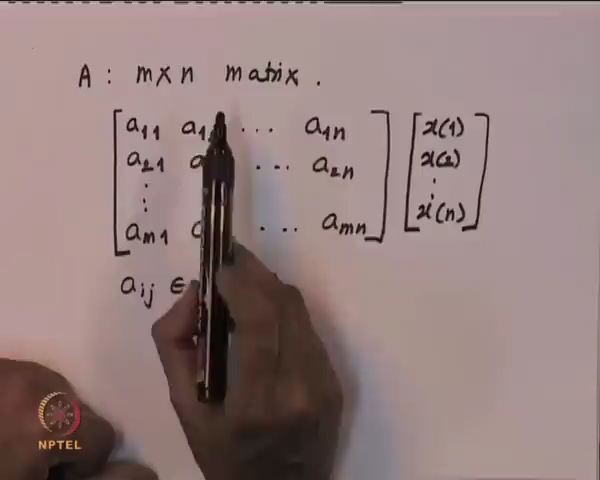 A : m x n matrix .
a11 a1 ... a1n x(1)
a21 a ... a2n x(2)
⋮ ⋮
am1 a ... amn x(n)
aij ∈
NPTEL